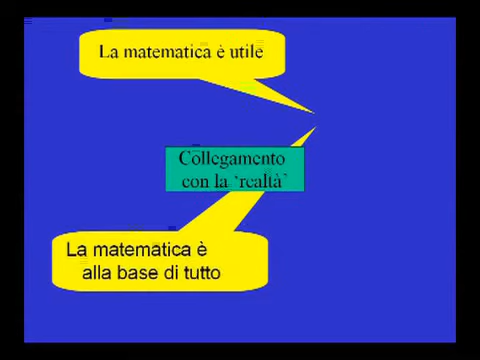 La matematica è utile
Collegamento
con la ‘realtà’
La matematica è
alla base di tutto